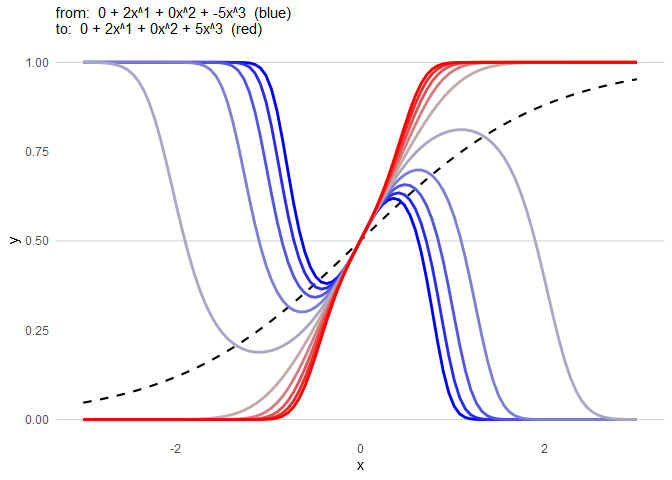 from:  0 + 2x^1 + 0x^2 + -5x^3  (blue)
to:  0 + 2x^1 + 0x^2 + 5x^3  (red)
1.00
0.75
0.50
0.25
0.00
y
-2
0
2
x